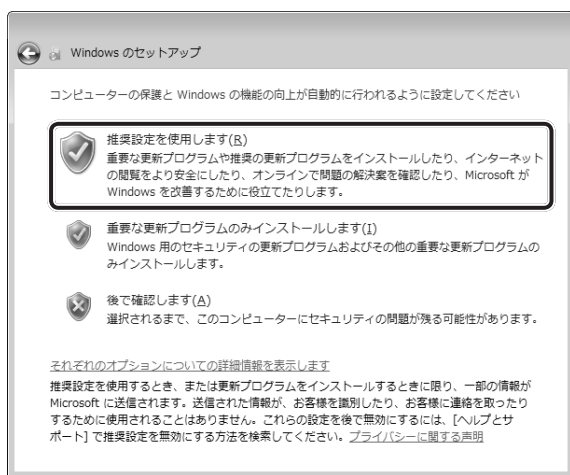 Windows のセットアップ
コンピューターの保護と Windows の機能の向上が自動的に行われるように設定してください
推奨設定を使用します(R)
重要な更新プログラムや推奨の更新プログラムをインストールしたり、インターネット
の閲覧をより安全にしたり、オンラインで問題の解決案を確認したり、Microsoft が
Windows を改善するために役立てたりします。
重要な更新プログラムのみインストールします(I)
Windows 用のセキュリティの更新プログラムおよびその他の重要な更新プログラムの
みインストールします。
後で確認します(A)
選択されるまで、このコンピューターにセキュリティの問題が残る可能性があります。
それぞれのオプションについての詳細情報を表示します
推奨設定を使用するとき、または更新プログラムをインストールするときに限り、一部の情報が
Microsoft に送信されます。送信された情報が、お客様を識別したり、お客様に連絡を取ったり
するために使用されることはありません。これらの設定を後で無効にするには、[ヘルプとサ
ポート] で推奨設定を無効にする方法を検索してください。プライバシーに関する声明